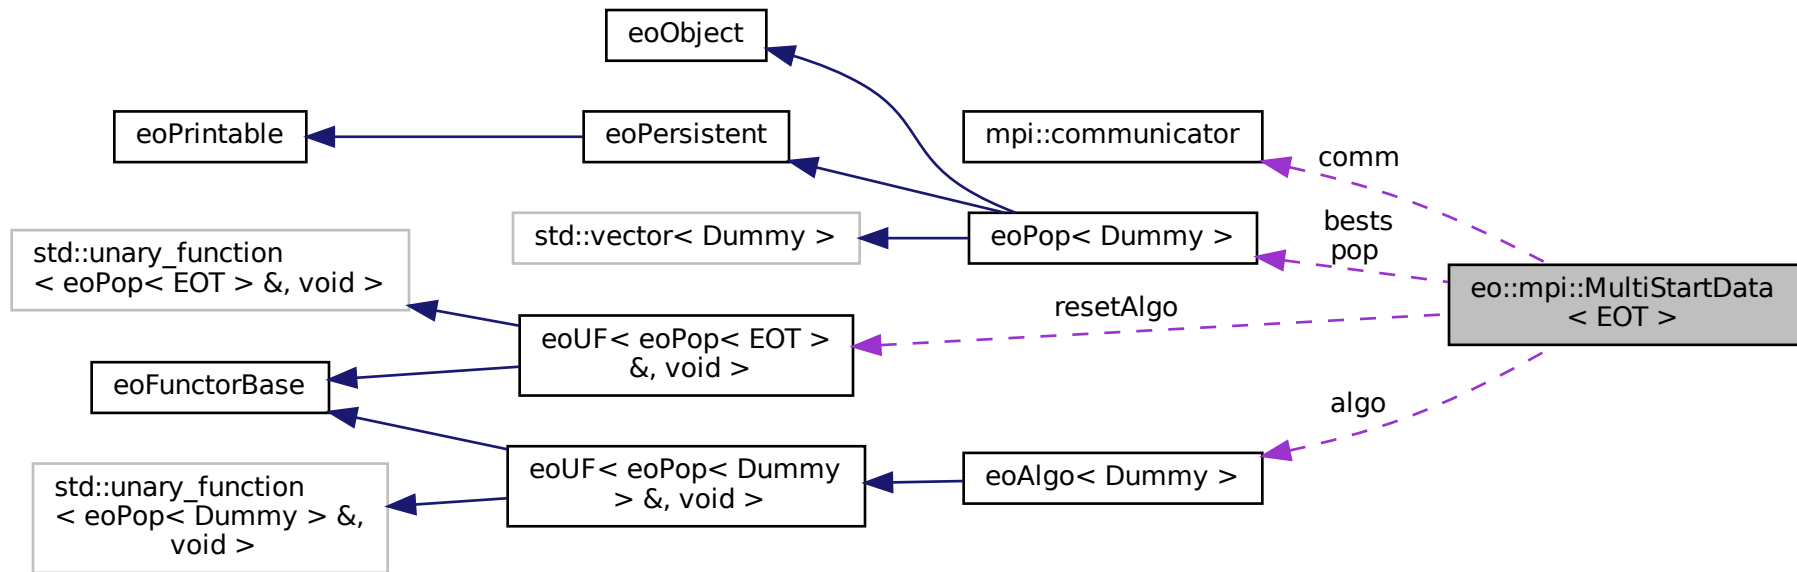 eoObject
eoPrintable
eoPersistent
mpi::communicator
comm
std::vector< Dummy >
eoPop< Dummy >
bests
pop
std::unary_function
< eoPop< EOT > &, void >
eo::mpi::MultiStartData
< EOT >
resetAlgo
eoUF< eoPop< EOT >
&, void >
eoFunctorBase
algo
eoUF< eoPop< Dummy
> &, void >
eoAlgo< Dummy >
std::unary_function
< eoPop< Dummy > &,
void >